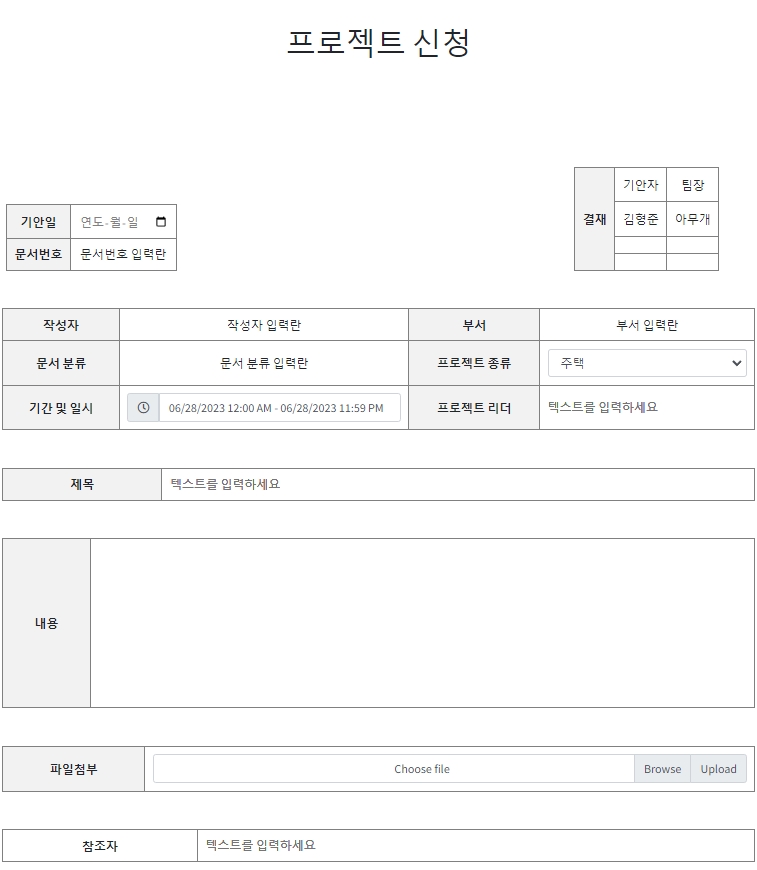 프로젝트 신청
결재 기안자 팀장
김형준 아무개
기안일 연도-월-일
문서번호 문서번호 입력란
작성자 작성자 입력란 부서 부서 입력란
문서 분류 문서 분류 입력란 프로젝트 종류 주택
기간 및 일시 06/28/2023 12:00 AM - 06/28/2023 11:59 PM 프로젝트 리더 텍스트를 입력하세요
제목 텍스트를 입력하세요
내용
파일첨부 Choose file Browse Upload
참조자 텍스트를 입력하세요